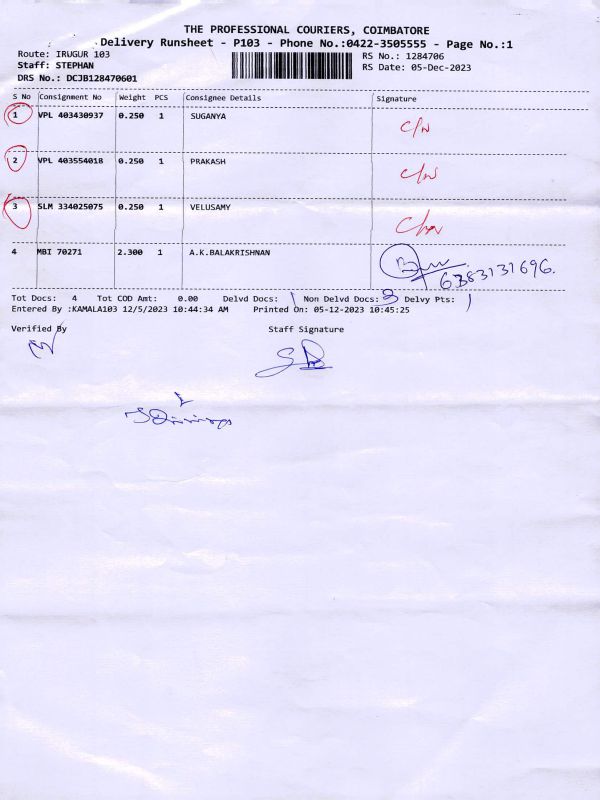 THE PROFESSIONAL COURIERS, COIMBATORE
Delivery Runsheet - P103 - Phone No.:0422-3505555 - Page No.:1
Route: IRUGUR 103
RS No.: 1284706
Staff: STEPHAN
RS Date: 05-Dec-2023
DRS No.: DCJB128470601
S No Consignment No Weight PCS Consignee Details Signature
1 VPL 403430937 0.250 1 SUGANYA C/N
2 VPL 403554018 0.250 1 PRAKASH C/N
3 SLM 334025075 0.250 1 VELUSAMY
4 MBI 70271 2.300 1 A.K.BALAKRISHNAN 6383131696.
Tot Docs: 4 Tot COD Amt: 0.00 Delvd Docs: 1 Non Delvd Docs: 3 Delvy Pts: 1
Entered By :KAMALA103 12/5/2023 10:44:34 AM Printed On: 05-12-2023 10:45:25
Verified By Staff Signature